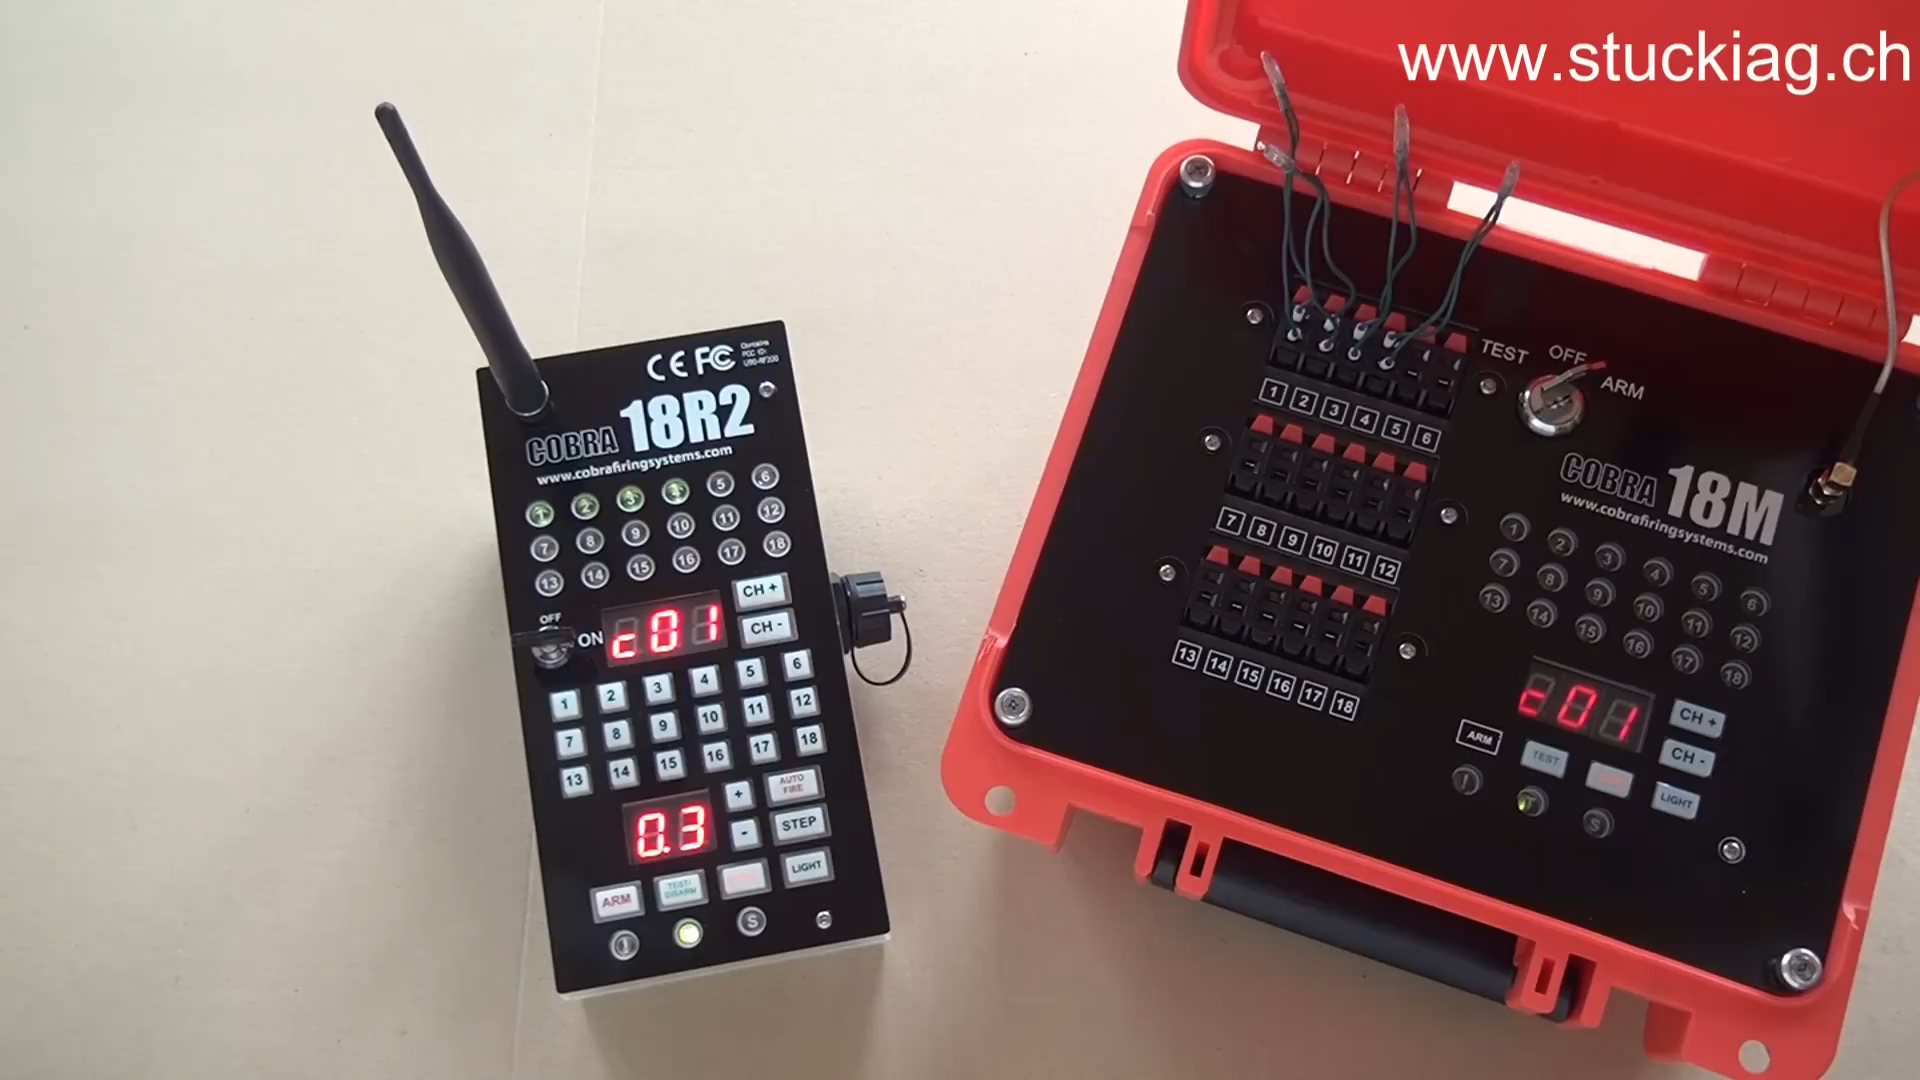 www.stuckiag.ch
CE FC Contains
FCC ID:
COBRA 18R2
www.cobrafiringsystems.com
1 2 3 4 5 6
7 8 9 10 11 12
13 14 15 16 17 18
OFF
ON
c01
CH +
CH -
1 2 3 4 5 6
7 8 9 10 11 12
13 14 15 16 17 18
0.3
+
-
AUTO
FIRE
STEP
ARM
TEST/
DISARM
LIGHT
S
TEST OFF ARM
1 2 3 4 5 6
7 8 9 10 11 12
13 14 15 16 17 18
COBRA 18M
www.cobrafiringsystems.com
1 2 3 4 5 6
7 8 9 10 11 12
13 14 15 16 17 18
c01
CH +
CH -
ARM
TEST
LIGHT
!
T
S